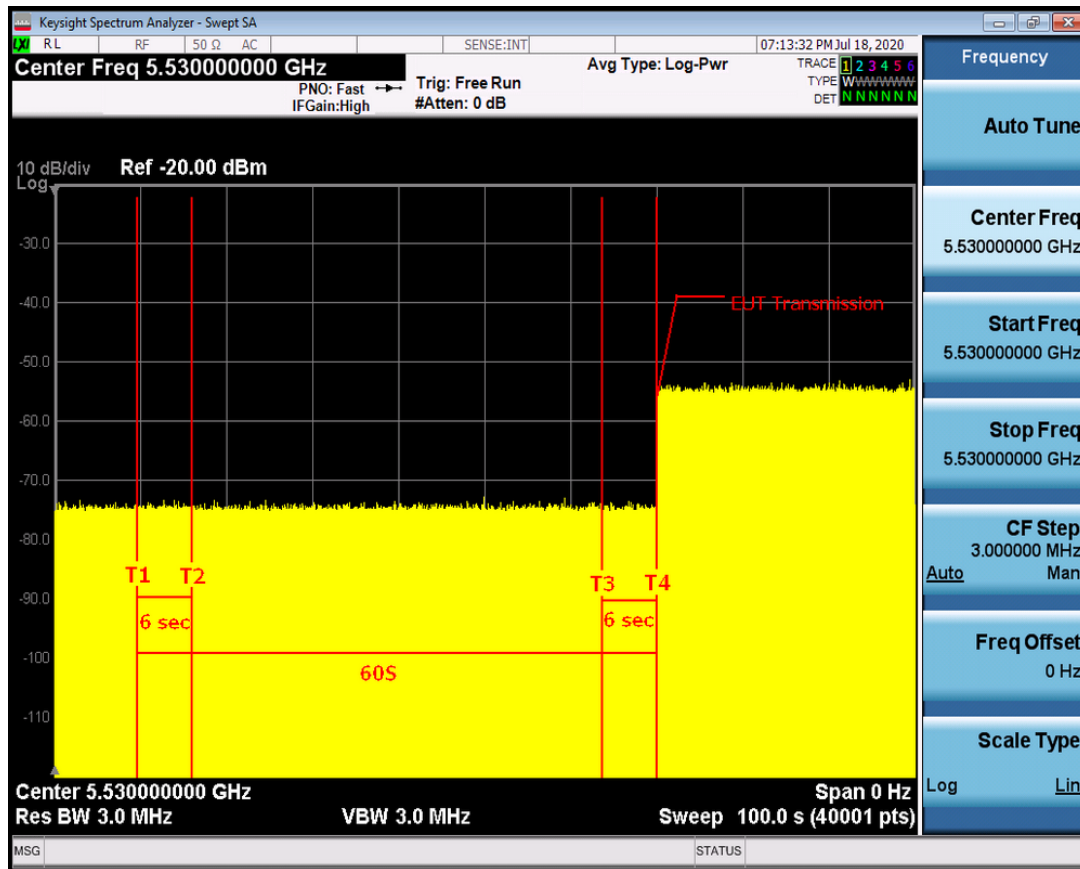 Keysight Spectrum Analyzer - Swept SA
LXI RL RF 50 Ω AC SENSE:INT 07:13:32 PM Jul 18, 2020
Center Freq 5.530000000 GHz
PNO: Fast
IFGain:High
Trig: Free Run
#Atten: 0 dB
Avg Type: Log-Pwr
TRACE 1 2 3 4 5 6
TYPE WWWWWWW
DET N N N N N N
10 dB/div Ref -20.00 dBm
Log
-30.0
-40.0
-50.0
-60.0
-70.0
-80.0
-90.0
-100
-110
EUT Transmission
T1 T2 T3 T4
6 sec 6 sec
60S
Center 5.530000000 GHz Span 0 Hz
Res BW 3.0 MHz VBW 3.0 MHz Sweep 100.0 s (40001 pts)
MSG STATUS
Frequency
Auto Tune
Center Freq
5.530000000 GHz
Start Freq
5.530000000 GHz
Stop Freq
5.530000000 GHz
CF Step
3.000000 MHz
Auto Man
Freq Offset
0 Hz
Scale Type
Log Lin